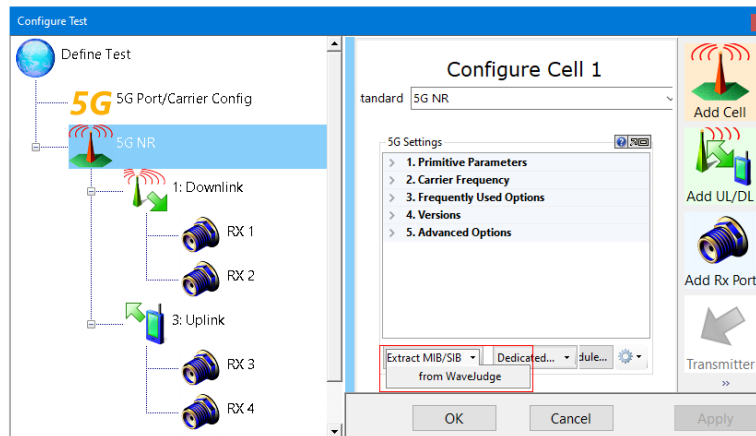 Configure Test
Define Test
5G 5G Port/Carrier Config
5G NR
1: Downlink
RX 1
RX 2
3: Uplink
RX 3
RX 4
Configure Cell 1
tandard 5G NR
5G Settings
1. Primitive Parameters
2. Carrier Frequency
3. Frequently Used Options
4. Versions
5. Advanced Options
Extract MIB/SIB Dedicated... dule...
from WaveJudge
OK Cancel Apply
Add Cell
Add UL/DL
Add Rx Port
Transmitter
»